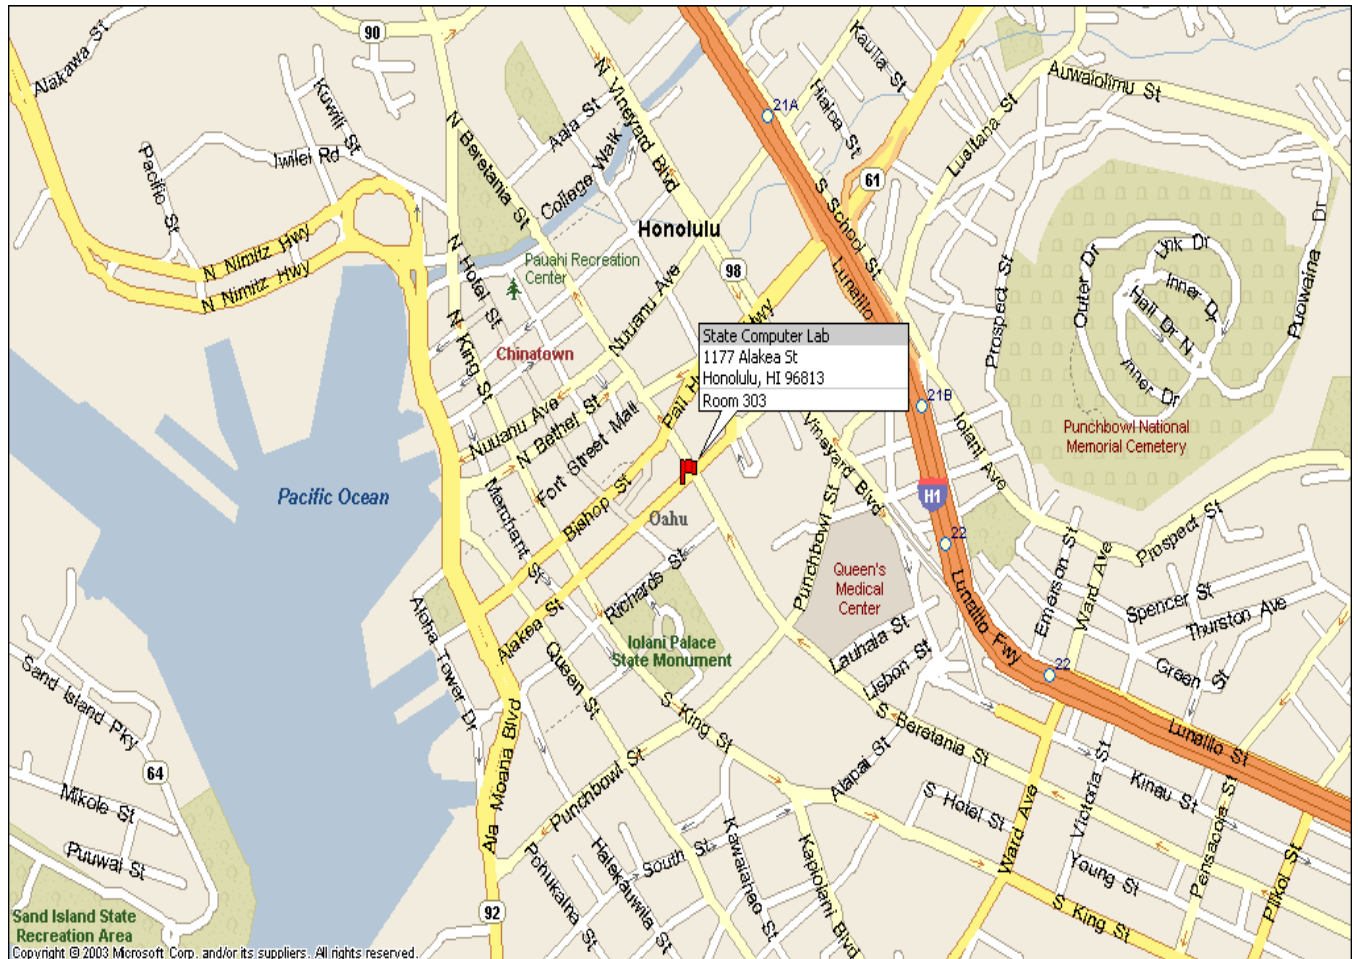 90
Alakawa St
Kuwili St
Iwilei Rd
Pacific St
N Nimitz Hwy
N Nimitz Hwy
N Beretania St
Aala St
College Walk
N Vineyard Blvd
Honolulu
21A
Kauila St
Hialoa St
61
S School St
Lusitana St
Auwaiolimu St
Prospect St
Outer Dr
Link Dr
Inner Dr
Hall Dr N
Inner Dr
Puowaina Dr
Punchbowl National
Memorial Cemetery
Pauahi Recreation
Center
98
N Hotel St
N King St
Chinatown
Nuuanu Ave
Pali Hwy
Lunalilo
State Computer Lab
1177 Alakea St
Honolulu, HI 96813
Room 303
21B
Iolani Ave
Nuuanu Ave
N Bethel St
Fort Street Mall
Bishop St
Merchant St
Oahu
Pacific Ocean
Vineyard Blvd
Punchbowl St
H1
22
Queen's
Medical
Center
Richards St
Alakea St
Iolani Palace
State Monument
Aloha Tower Dr
Queen St
Lauhala St
Lisbon St
Lunalilo Fwy
Emerson St
Ward Ave
Prospect St
Spencer St
Thurston Ave
Green St
22
Lunalilo St
S King St
S Beretania St
Sand Island Pky
64
Mikole St
Puuwai St
Ala Moana Blvd
Punchbowl St
Alapai St
S Hotel St
Ward Ave
Victoria St
Kinau St
Pensacola St
Young St
Piikoi St
S King St
92
Pohukaina St
Halekauwila St
South St
Kawaiahao St
Kapiolani Blvd
Sand Island State
Recreation Area
Copyright © 2003 Microsoft Corp. and/or its suppliers. All rights reserved.